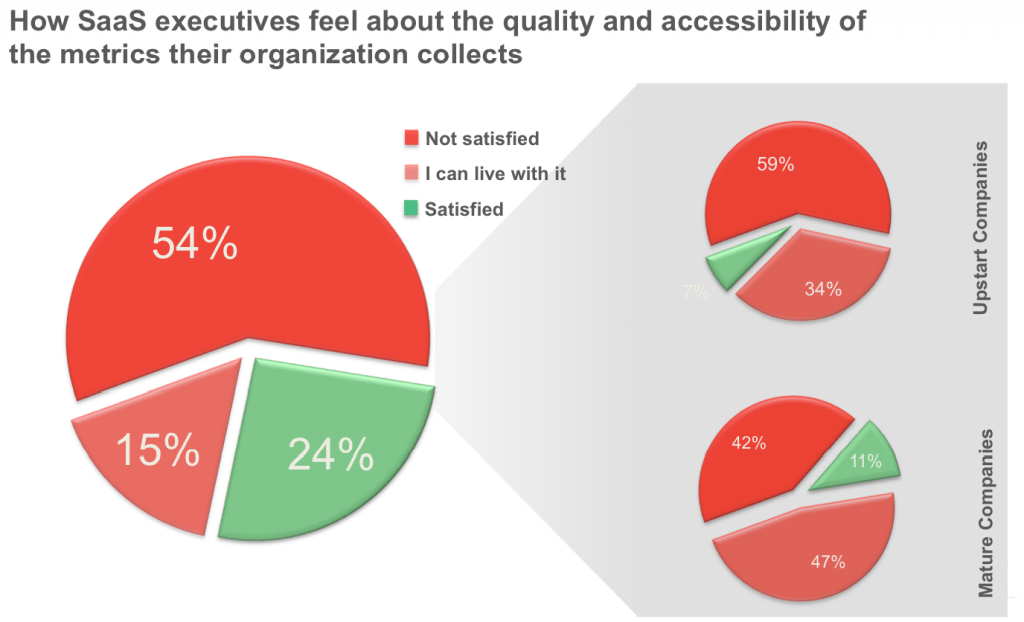 How SaaS executives feel about the quality and accessibility of
the metrics their organization collects
Not satisfied
I can live with it
Satisfied
54%
15%
24%
59%
7%
34%
Upstart Companies
42%
11%
47%
Mature Companies